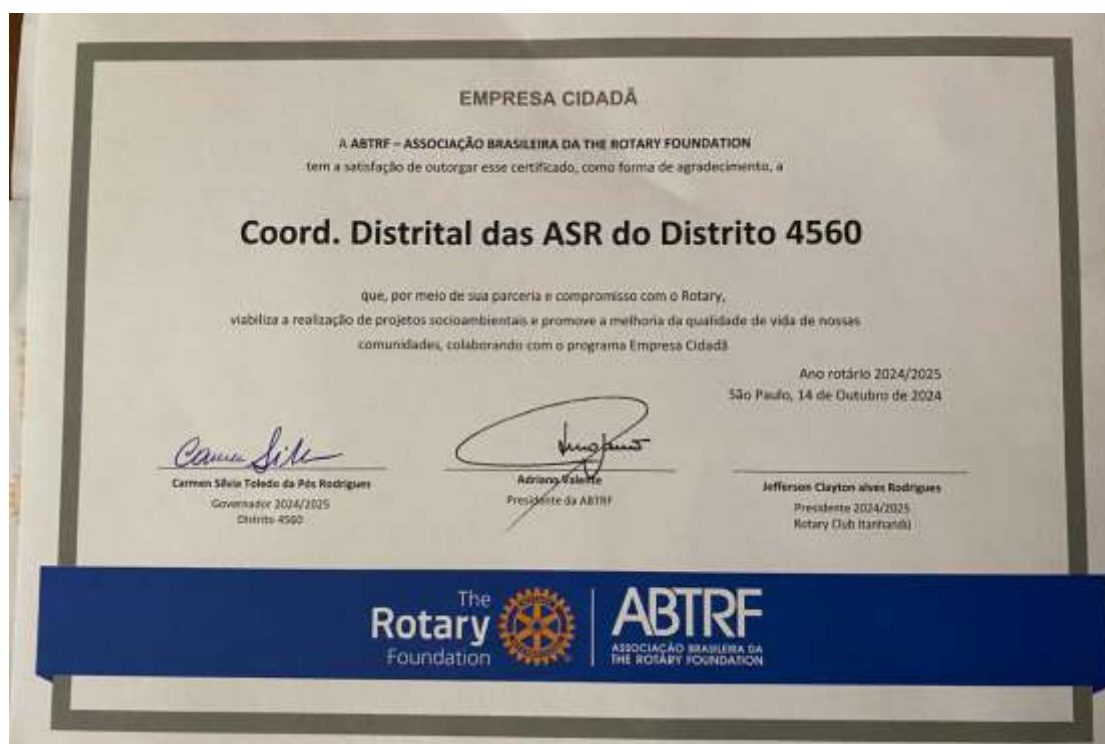 EMPRESA CIDADÃ
A ABTRF – ASSOCIAÇÃO BRASILEIRA DA THE ROTARY FOUNDATION
tem a satisfação de outorgar esse certificado, como forma de agradecimento, a
Coord. Distrital das ASR do Distrito 4560
que, por meio de sua parceria e compromisso com o Rotary,
viabiliza a realização de projetos socioambientais e promove a melhoria da qualidade de vida de nossas
comunidades, colaborando com o programa Empresa Cidadã
Ano rotário 2024/2025
São Paulo, 14 de Outubro de 2024
Carmen Silvia Toledo da Pós Rodrigues
Governador 2024/2025
Distrito 4560
Adriano Valente
Presidente da ABTRF
Jefferson Clayton alves Rodrigues
Presidente 2024/2025
Rotary Club Itanhandú
The
Rotary
Foundation
ABTRF
ASSOCIAÇÃO BRASILEIRA DA
THE ROTARY FOUNDATION